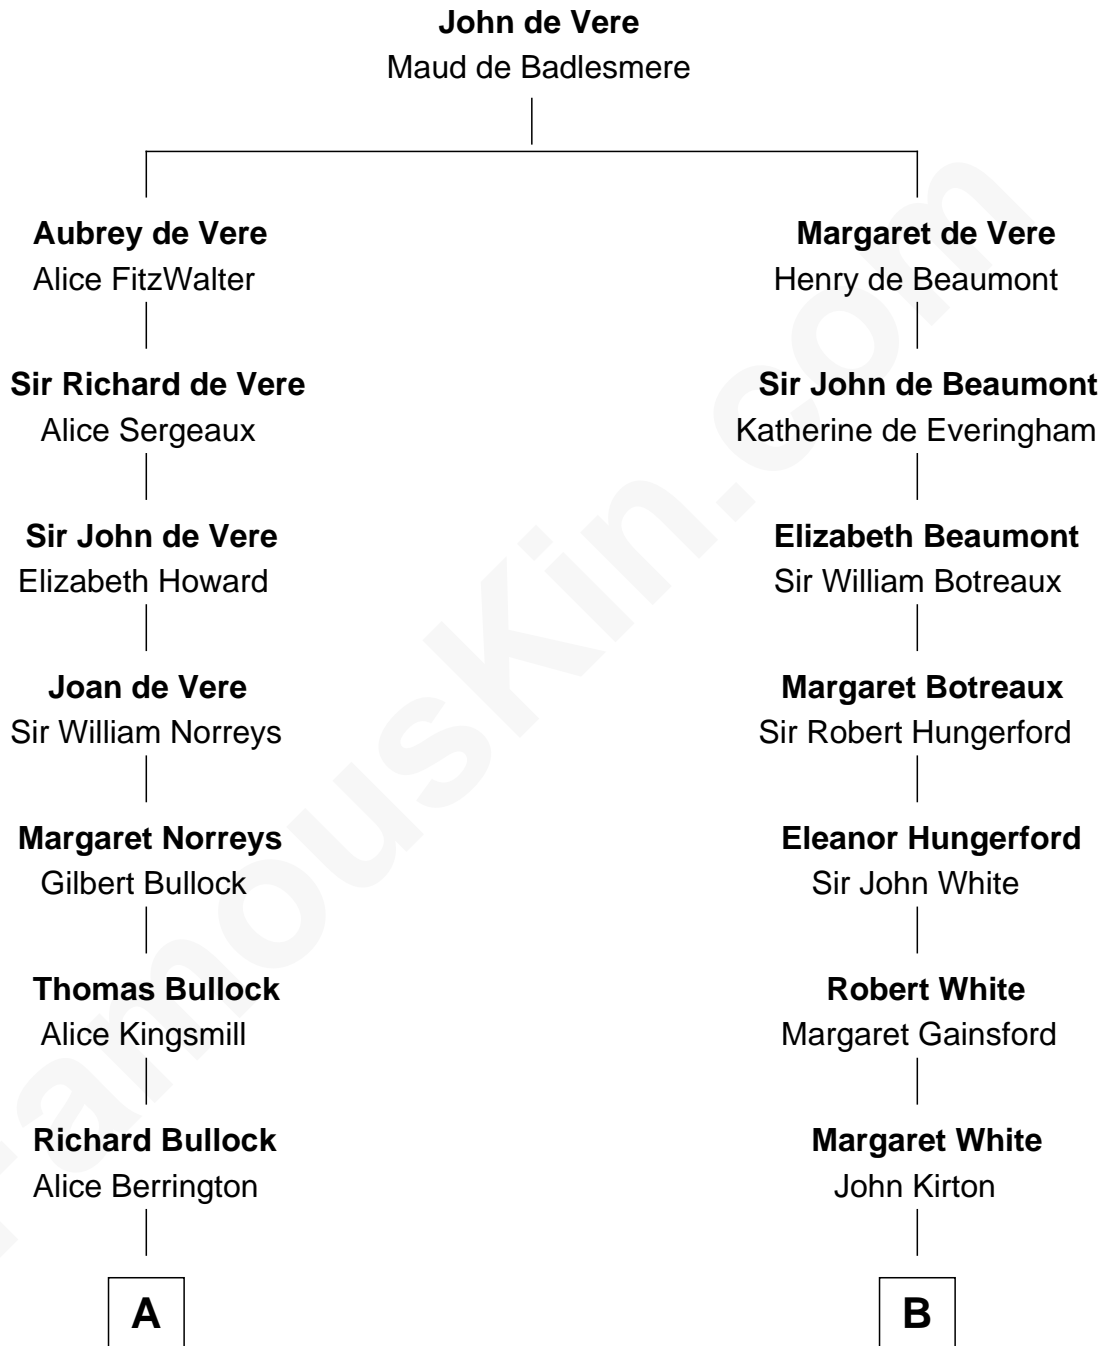 John de Vere
Maud de Badlesmere
Aubrey de Vere
Alice FitzWalter
Margaret de Vere
Henry de Beaumont
Sir Richard de Vere
Alice Sergeaux
Sir John de Beaumont
Katherine de Everingham
Sir John de Vere
Elizabeth Howard
Elizabeth Beaumont
Sir William Botreaux
Joan de Vere
Sir William Norreys
Margaret Botreaux
Sir Robert Hungerford
Margaret Norreys
Gilbert Bullock
Eleanor Hungerford
Sir John White
Thomas Bullock
Alice Kingsmill
Robert White
Margaret Gainsford
Richard Bullock
Alice Berrington
Margaret White
John Kirton
A
B
FamousKin.com